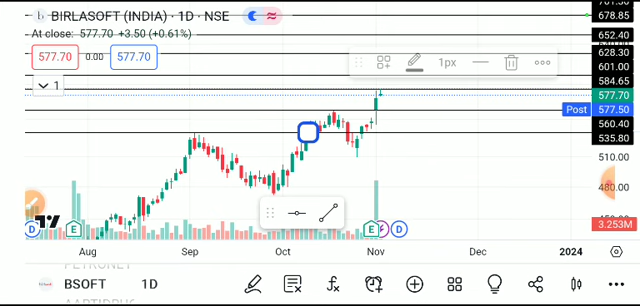 701.30
b BIRLASOFT (INDIA) · 1D · NSE
678.85
At close: 577.70 +3.50 (+0.61%)
652.40
577.70 0.00 577.70
628.30
1px
601.00
1
584.65
577.70
Post 577.50
560.40
535.80
510.00
480.00
3.253M
D E E D
Aug Sep Oct Nov Dec 2024
PETRONET
BSOFT 1D